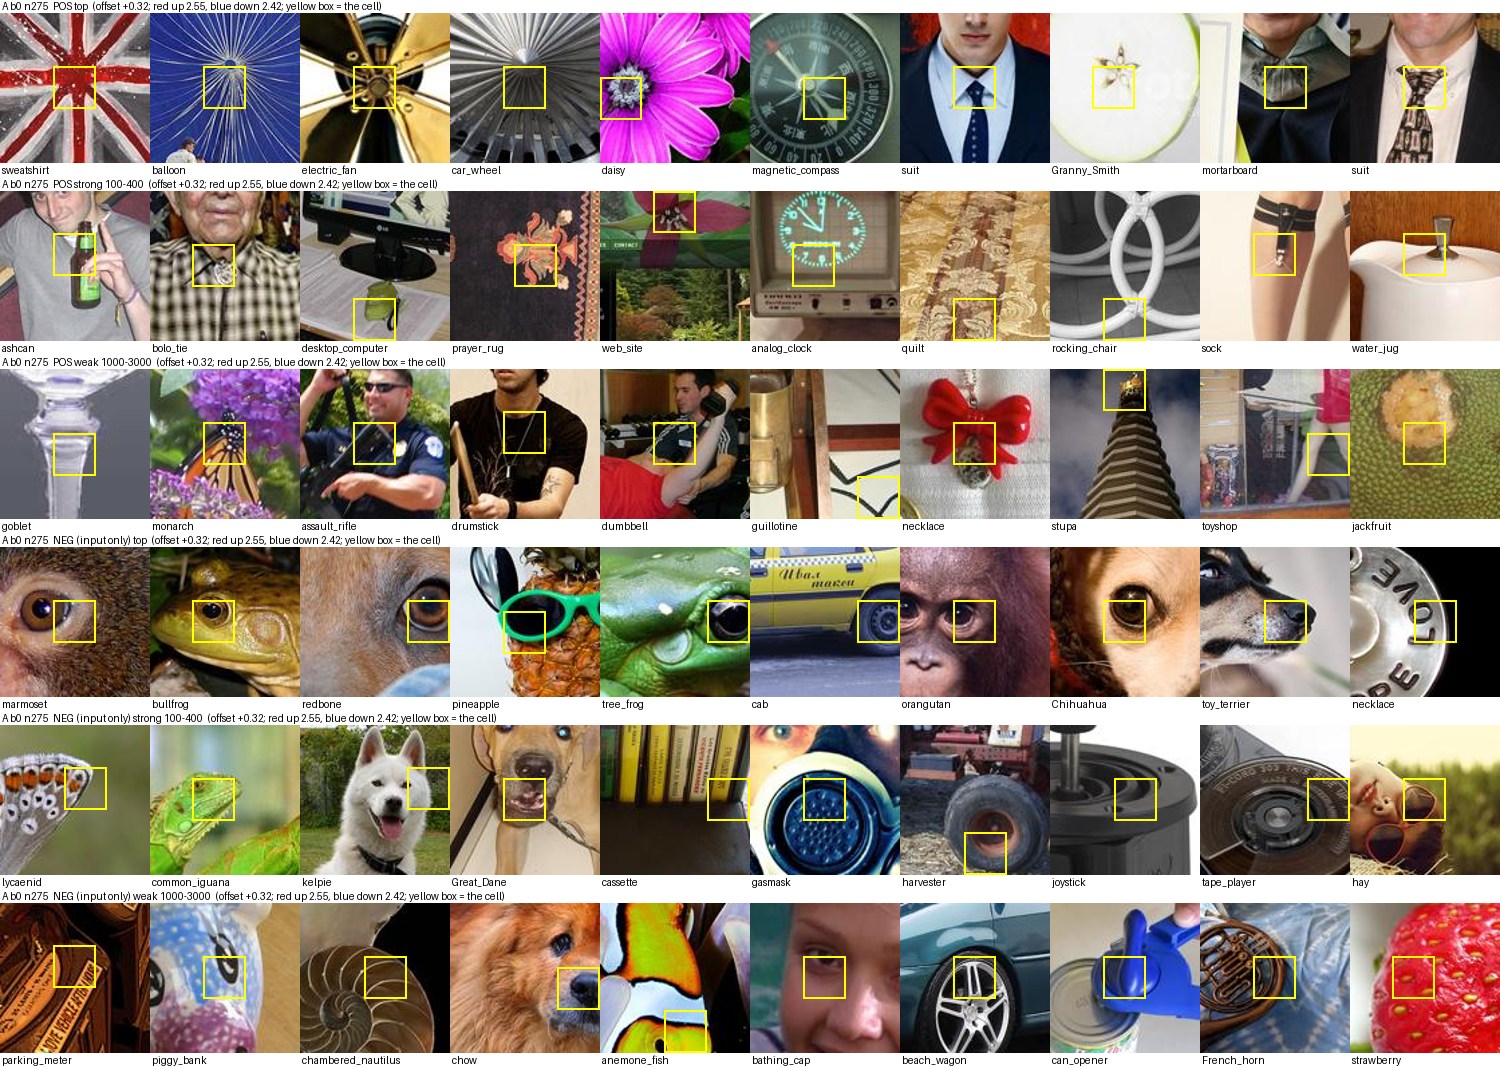 A b0 n275 POS top (offset +0.32; red up 2.55, blue down 2.42; yellow box = the cell)
sweatshirt balloon electric_fan car_wheel daisy magnetic_compass suit Granny_Smith mortarboard suit
A b0 n275 POS strong 100-400 (offset +0.32; red up 2.55, blue down 2.42; yellow box = the cell)
CONTACT
ashcan bolo_tie desktop_computer prayer_rug web_site analog_clock quilt rocking_chair sock water_jug
A b0 n275 POS weak 1000-3000 (offset +0.32; red up 2.55, blue down 2.42; yellow box = the cell)
goblet monarch assault_rifle drumstick dumbbell guillotine necklace stupa toyshop jackfruit
A b0 n275 NEG (input only) top (offset +0.32; red up 2.55, blue down 2.42; yellow box = the cell)
Ивал
такси
marmoset bullfrog redbone pineapple tree_frog cab orangutan Chihuahua toy_terrier necklace
A b0 n275 NEG (input only) strong 100-400 (offset +0.32; red up 2.55, blue down 2.42; yellow box = the cell)
lycaenid common_iguana kelpie Great_Dane cassette gasmask harvester joystick tape_player hay
A b0 n275 NEG (input only) weak 1000-3000 (offset +0.32; red up 2.55, blue down 2.42; yellow box = the cell)
parking_meter piggy_bank chambered_nautilus chow anemone_fish bathing_cap beach_wagon can_opener French_horn strawberry